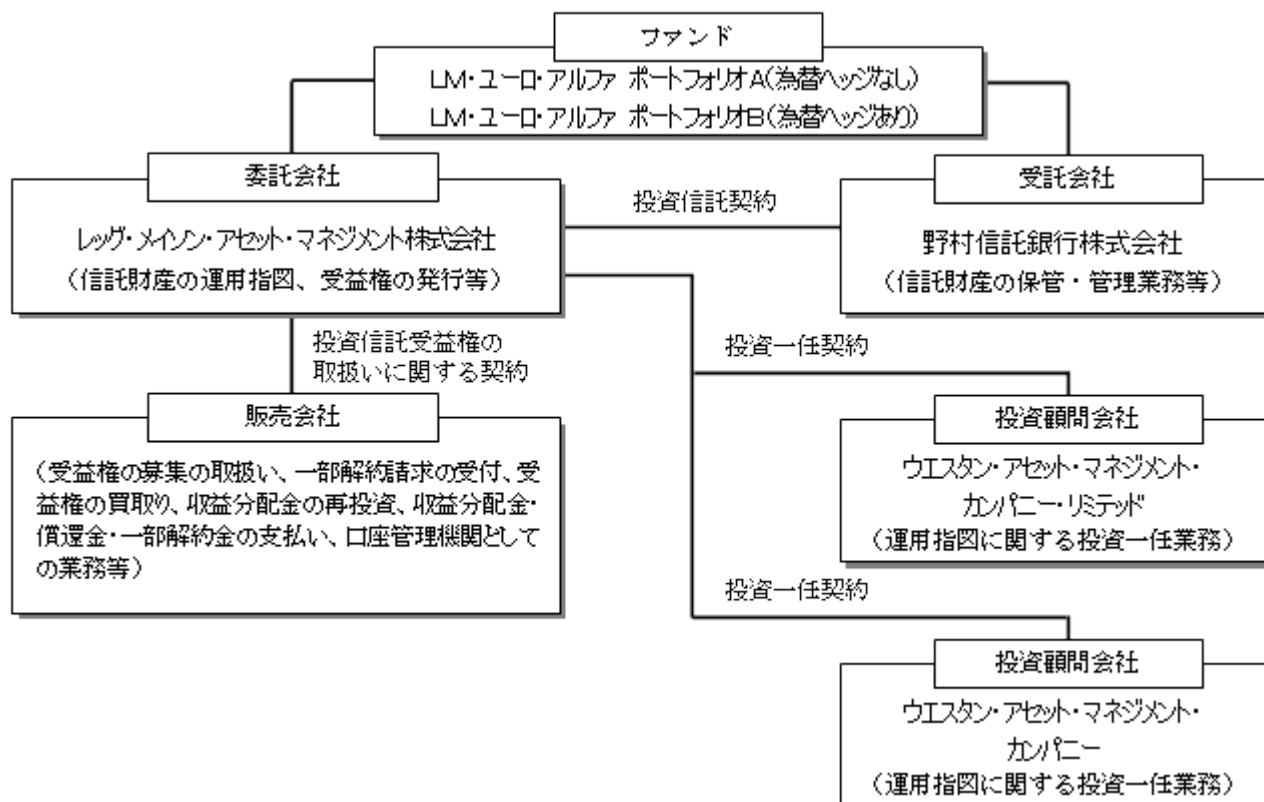 ファンド
LM・ユーロ・アルファ ポートフォリオA(為替ヘッジなし)
LM・ユーロ・アルファ ポートフォリオB(為替ヘッジあり)
委託会社
レッグ・メイソン・アセット・マネジメント株式会社
(信託財産の運用指図、受益権の発行等)
投資信託契約
受託会社
野村信託銀行株式会社
(信託財産の保管・管理業務等)
投資信託受益権の
取扱いに関する契約
投資一任契約
販売会社
(受益権の募集の取扱い、一部解約請求の受付、受
益権の買取り、収益分配金の再投資、収益分配金・
償還金・一部解約金の支払い、口座管理機関として
の業務等)
投資顧問会社
ウエスタン・アセット・マネジメント・
カンパニー・リミテッド
(運用指図に関する投資一任業務)
投資一任契約
投資顧問会社
ウエスタン・アセット・マネジメント・
カンパニー
(運用指図に関する投資一任業務)